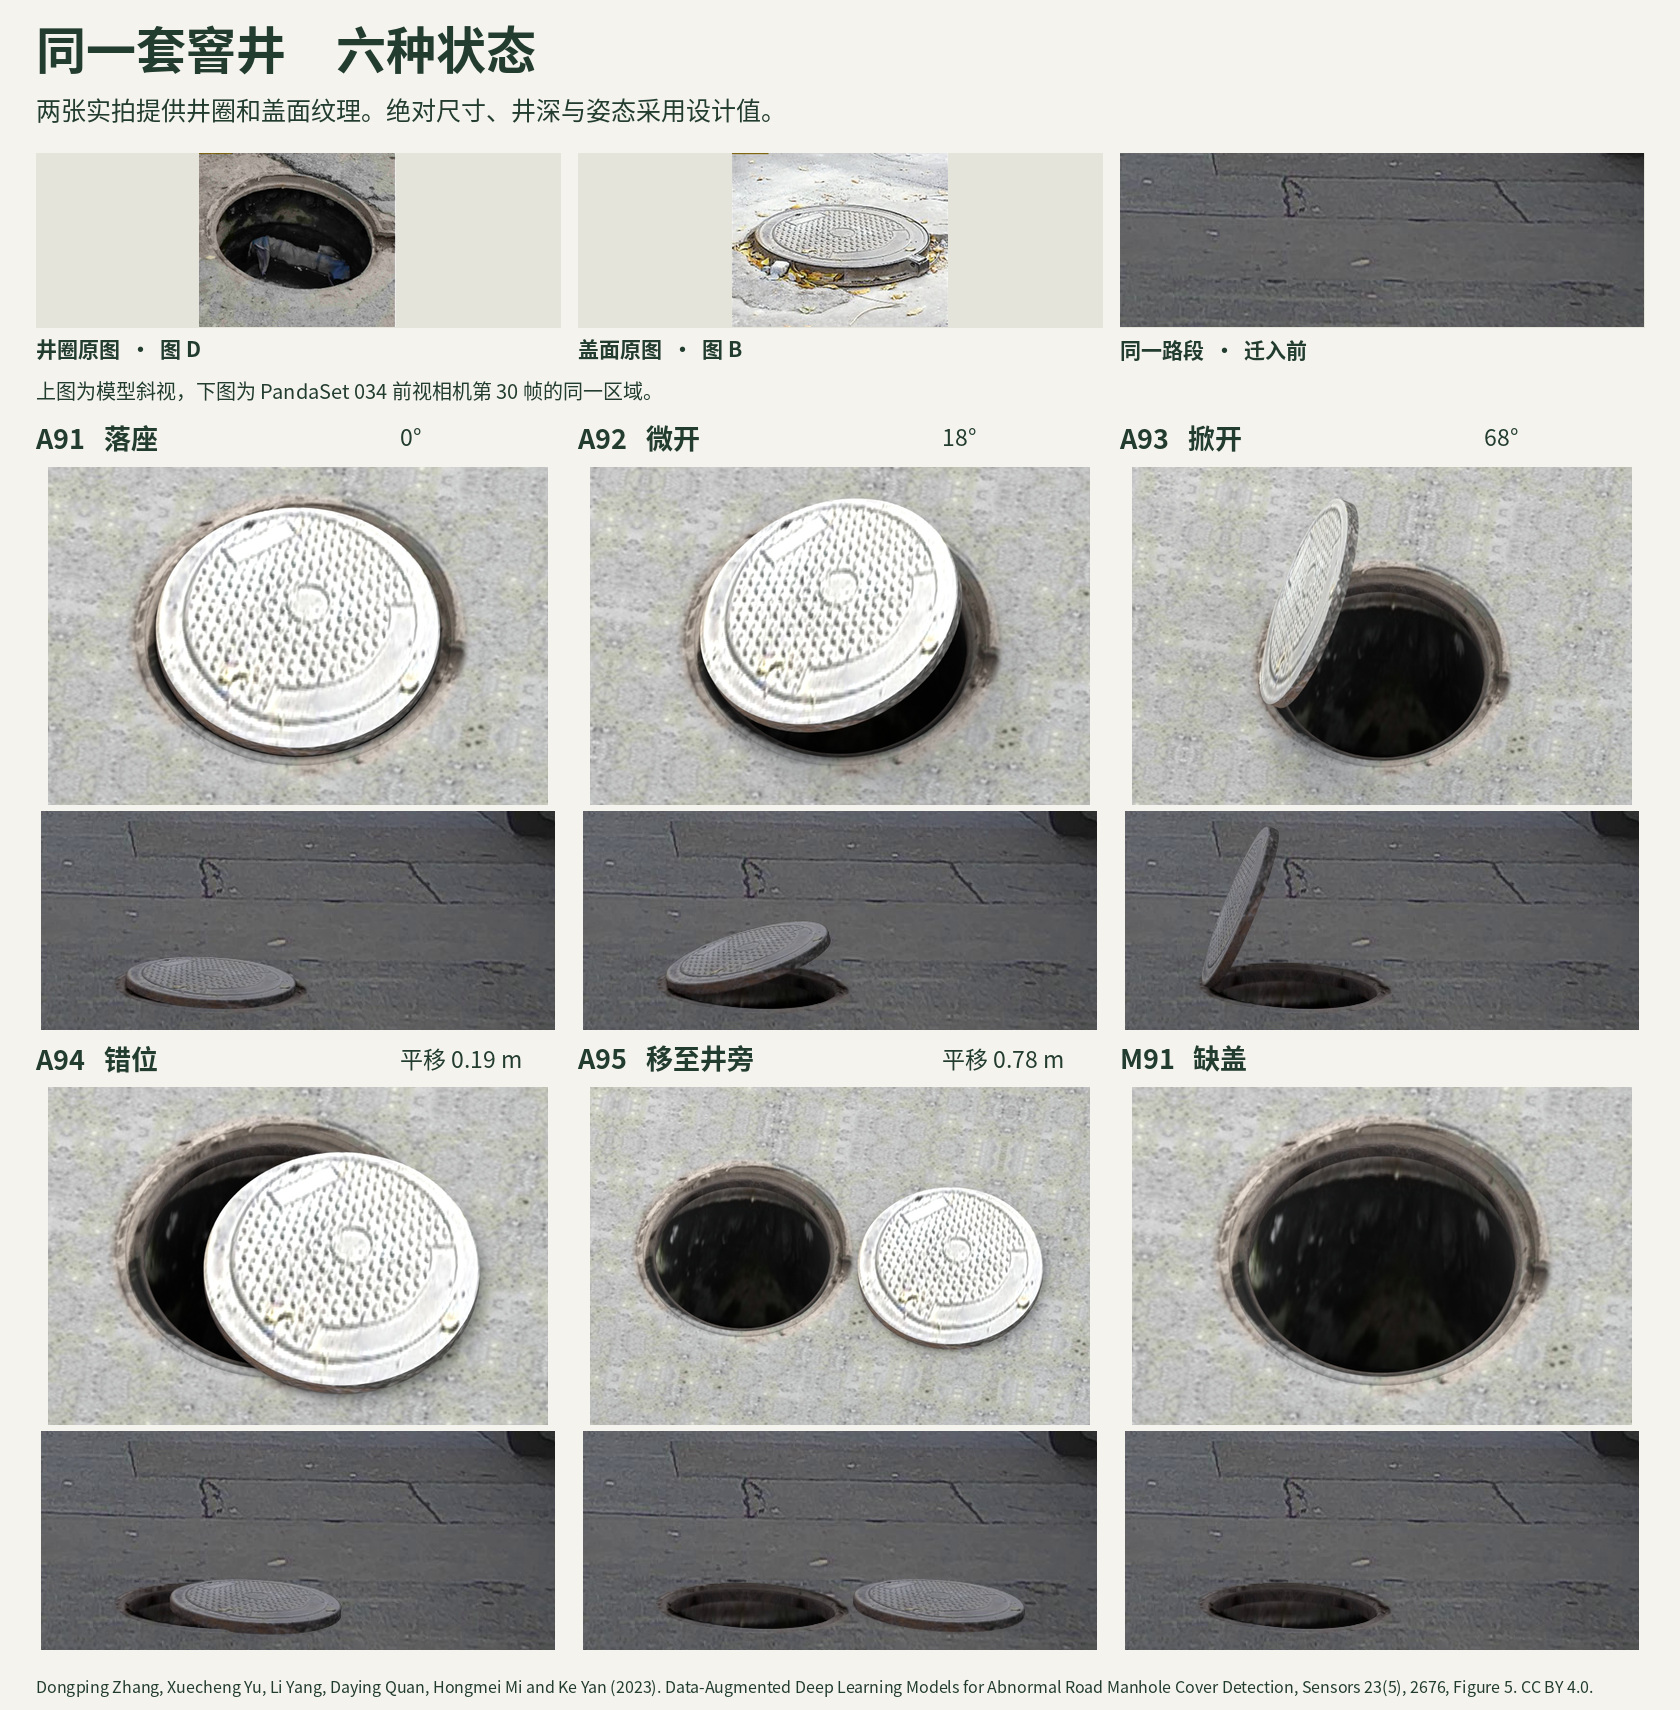 同一套窨井 六种状态
两张实拍提供井圈和盖面纹理。绝对尺寸、井深与姿态采用设计值。
井圈原图 · 图 D
盖面原图 · 图 B
同一路段 · 迁入前
上图为模型斜视，下图为 PandaSet 034 前视相机第 30 帧的同一区域。
A91 落座 0°
A92 微开 18°
A93 掀开 68°
A94 错位 平移 0.19 m
A95 移至井旁 平移 0.78 m
M91 缺盖
Dongping Zhang, Xuecheng Yu, Li Yang, Daying Quan, Hongmei Mi and Ke Yan (2023). Data-Augmented Deep Learning Models for Abnormal Road Manhole Cover Detection, Sensors 23(5), 2676, Figure 5. CC BY 4.0.